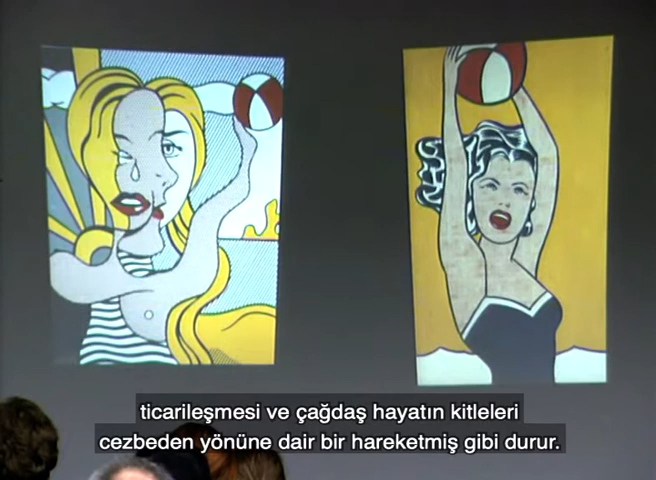 ticarileşmesi ve çağdaş hayatın kitleleri
cezbeden yönüne dair bir hareketmiş gibi durur.